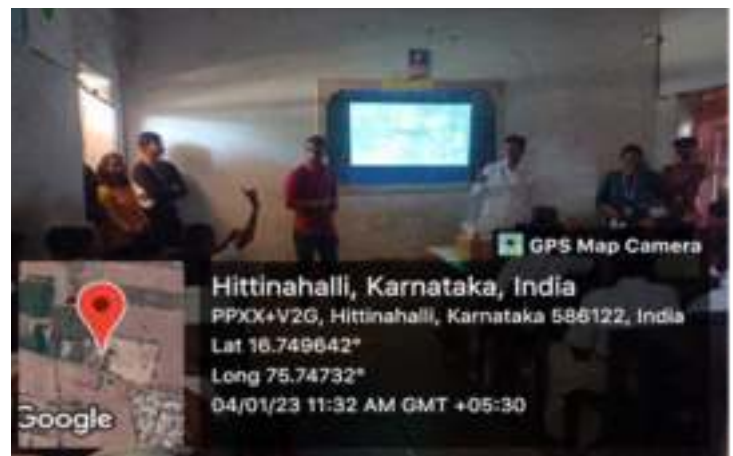 GPS Map Camera
Hittinahalli, Karnataka, India
PPXX+V2G, Hittinahalli, Karnataka 586122, India
Lat 16.749642°
Long 75.74732°
04/01/23 11:32 AM GMT +05:30
Google